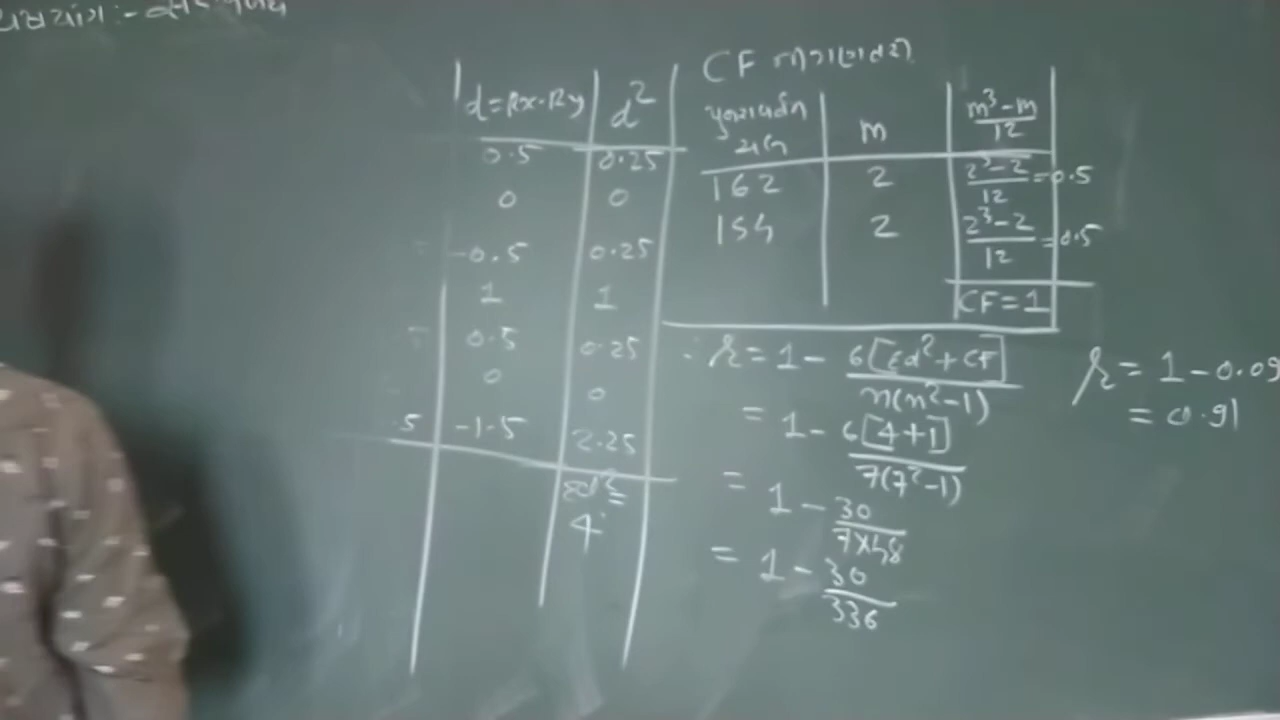 d = Rx - Ry d²
0.5 0.25
0 0
-0.5 0.25
1 1
0.5 0.25
0 0
.5 -1.5 2.25
Σd² =
4
CF
m m³-m/12
162 2 2³-2/12 = 0.5
154 2 2³-2/12 = 0.5
CF = 1
∴ r = 1 - 6[Σd² + CF]/n(n²-1)
= 1 - 6[4+1]/7(7²-1)
= 1 - 30/7×48
= 1 - 30/336
r = 1 - 0.09
= 0.91